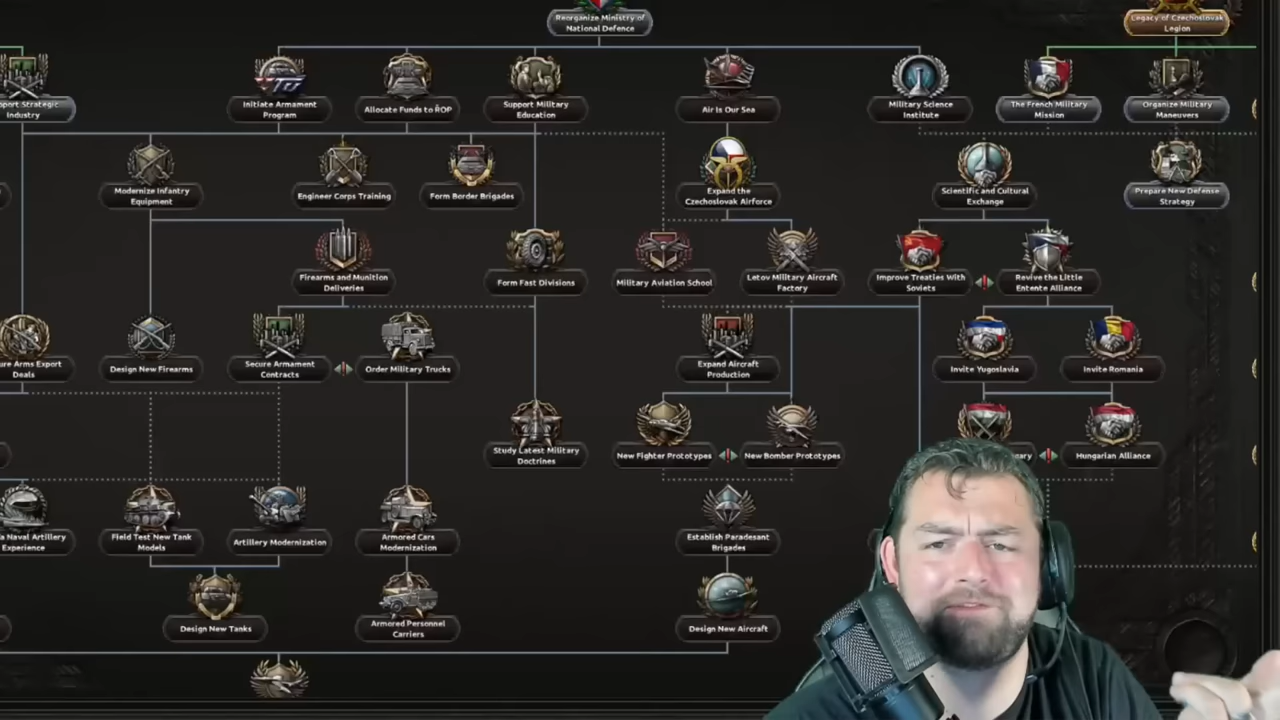 Reorganize Ministry of
National Defence
Legacy of Czechoslovak
Legion
Strategic
Industry
Initiate Armament
Program
Allocate Funds to ŘOP
Support Military
Education
Air Is Our Sea
Military Science
Institute
The French Military
Mission
Organize Military
Maneuvers
Modernize Infantry
Equipment
Engineer Corps Training
Form Border Brigades
Expand the
Czechoslovak Airforce
Scientific and Cultural
Exchange
Prepare New Defense
Strategy
Firearms and Munition
Deliveries
Form Fast Divisions
Military Aviation School
Letov Military Aircraft
Factory
Improve Treaties With
Soviets
Revive the Little
Entente Alliance
Arms Export
Deals
Design New Firearms
Secure Armament
Contracts
Order Military Trucks
Expand Aircraft
Production
Invite Yugoslavia
Invite Romania
Study Latest Military
Doctrines
New Fighter Prototypes
New Bomber Prototypes
Hungarian Alliance
Naval Artillery
Experience
Field Test New Tank
Models
Artillery Modernization
Armored Cars
Modernization
Establish Paradesant
Brigades
Design New Tanks
Armored Personnel
Carriers
Design New Aircraft